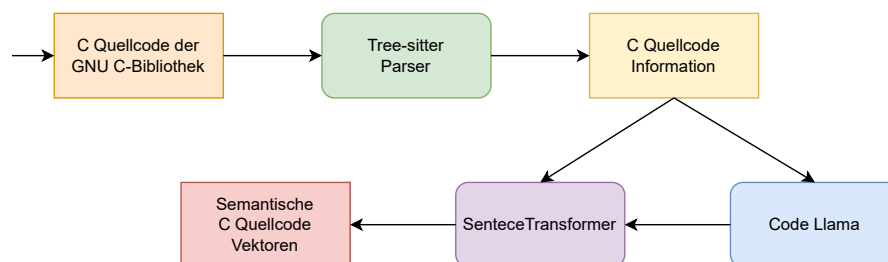 C Quellcode der
GNU C-Bibliothek
Tree-sitter
Parser
C Quellcode
Information
Semantische
C Quellcode
Vektoren
SenteceTransformer
Code Llama